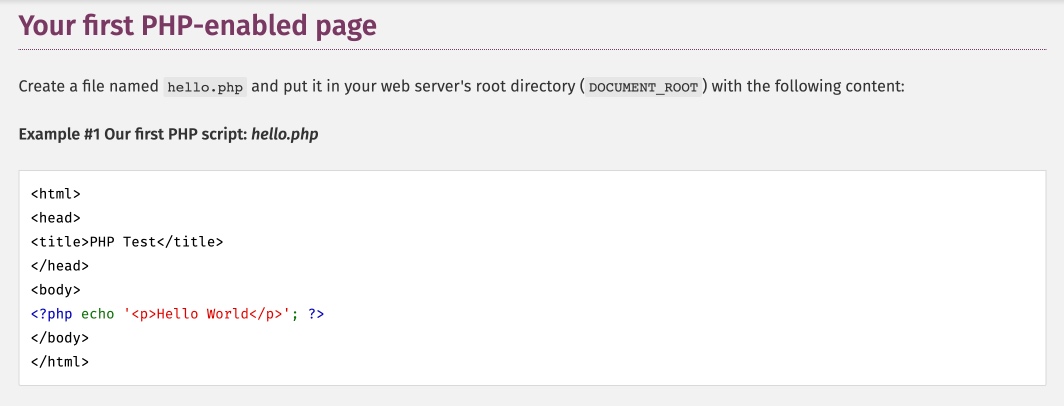 Your first PHP-enabled page
Create a file named hello.php and put it in your web server's root directory (DOCUMENT_ROOT) with the following content:
Example #1 Our first PHP script: hello.php
<html>
<head>
<title>PHP Test</title>
</head>
<body>
<?php echo '<p>Hello World</p>'; ?>
</body>
</html>